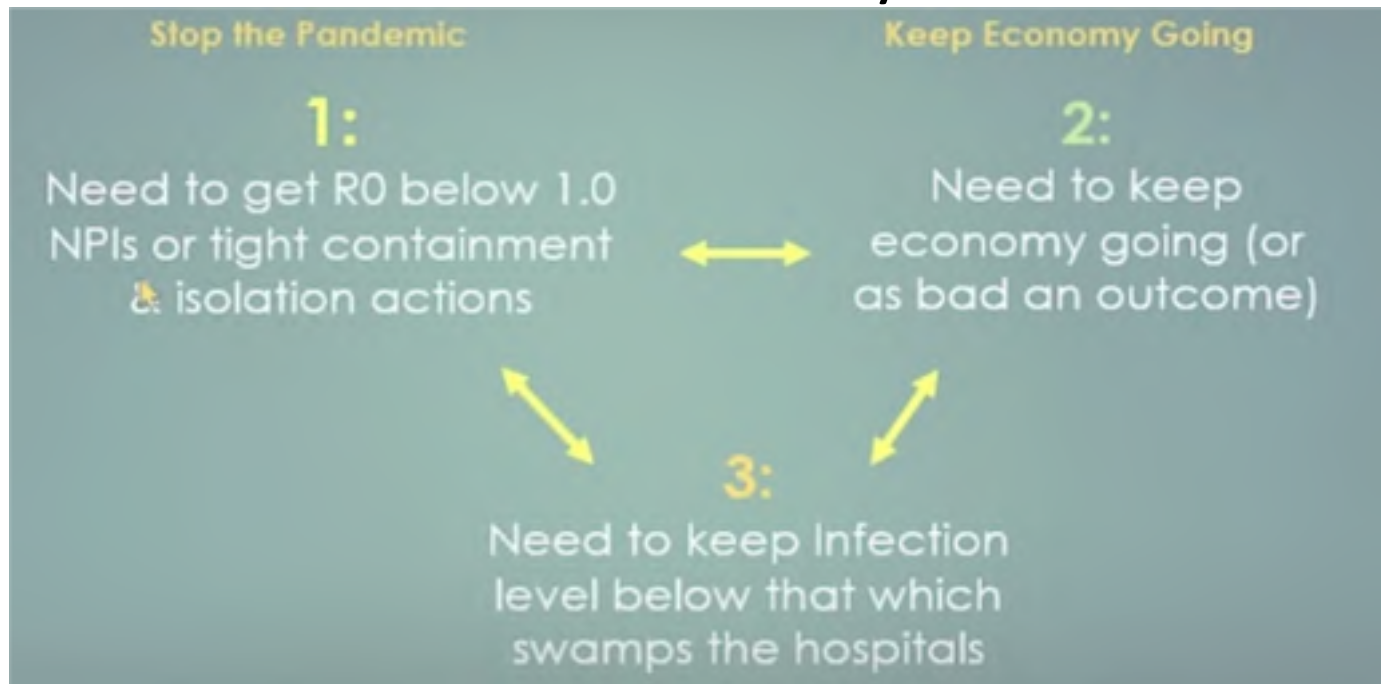 Stop the Pandemic
Keep Economy Going
1:
Need to get R0 below 1.0
NPIs or tight containment
& isolation actions
2:
Need to keep
economy going (or
as bad an outcome)
3:
Need to keep Infection
level below that which
swamps the hospitals